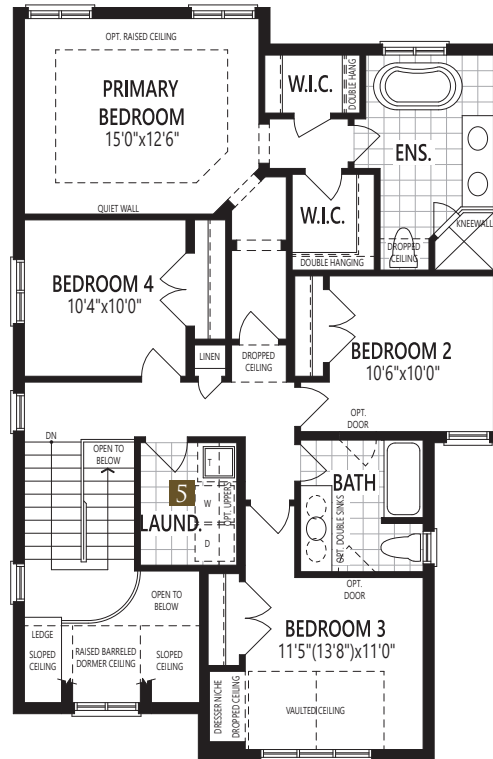 OPT. RAISED CEILING
PRIMARY
BEDROOM
15'0"x12'6"
QUIET WALL
W.I.C.
DOUBLE HANG
ENS.
W.I.C.
DOUBLE HANGING
DROPPED
CEILING
KNEEWALL
BEDROOM 4
10'4"x10'0"
LINEN
DROPPED
CEILING
BEDROOM 2
10'6"x10'0"
OPT.
DOOR
DN
OPEN TO
BELOW
T
5
W
LAUND.
D
OPT. UPPERS
BATH
OPT. DOUBLE SINKS
OPT.
DOOR
OPEN TO
BELOW
LEDGE
SLOPED
CEILING
RAISED BARRELED
DORMER CEILING
SLOPED
CEILING
BEDROOM 3
11'5"(13'8")x11'0"
DRESSER NICHE
DROPPED CEILING
VAULTED CEILING